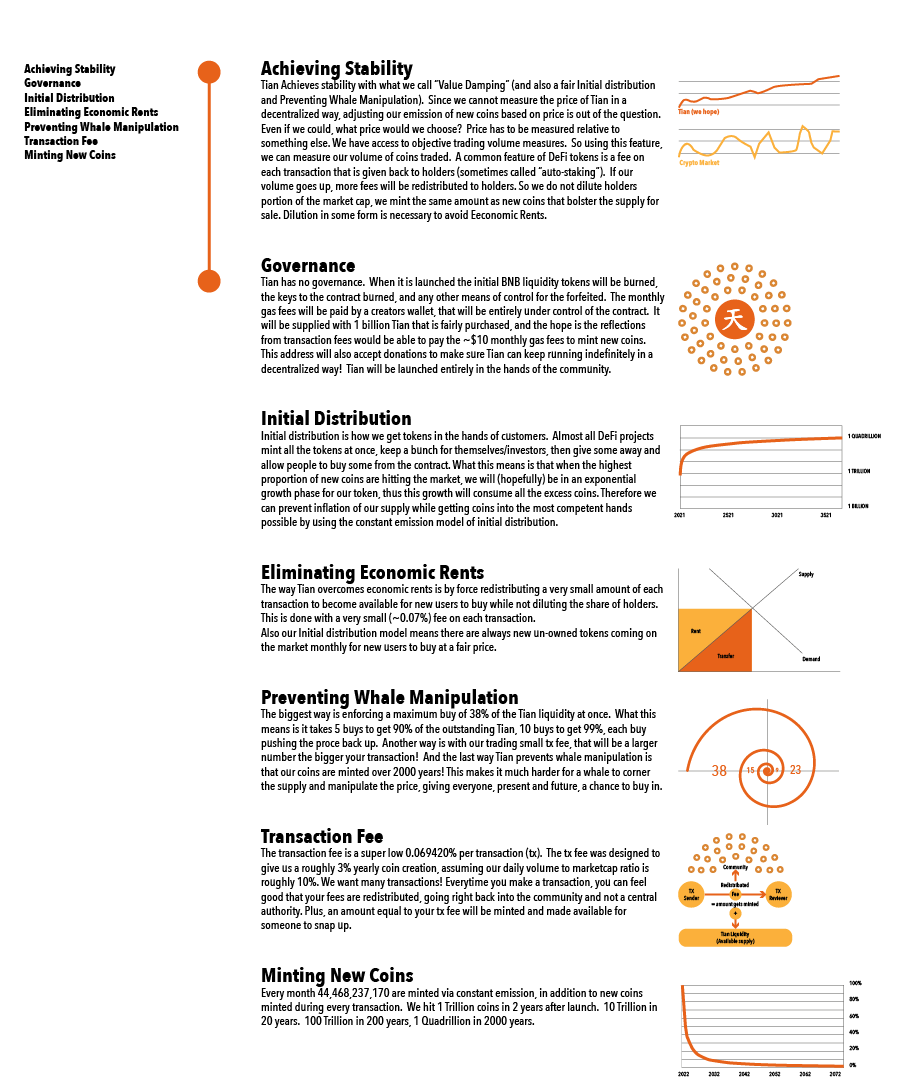 Achieving Stability
Governance
Initial Distribution
Eliminating Economic Rents
Preventing Whale Manipulation
Transaction Fee
Minting New Coins
Achieving Stability
Tian Achieves stability with what we call "Value Damping" (and also a fair Initial distribution
and Preventing Whale Manipulation). Since we cannot measure the price of Tian in a
decentralized way, adjusting our emission of new coins based on price is out of the question.
Even if we could, what price would we choose? Price has to be measured relative to
something else. We have access to objective trading volume measures. So using this feature,
we can measure our volume of coins traded. A common feature of DeFi tokens is a fee on
each transaction that is given back to holders (sometimes called "auto-staking"). If our
volume goes up, more fees will be redistributed to holders. So we do not dilute holders
portion of the market cap, we mint the same amount as new coins that bolster the supply for
sale. Dilution in some form is necessary to avoid Eeconomic Rents.
Tian (we hope)
Crypto Market
Governance
Tian has no governance. When it is launched the initial BNB liquidity tokens will be burned,
the keys to the contract burned, and any other means of control for the forfeited. The monthly
gas fees will be paid by a creators wallet, that will be entirely under control of the contract. It
will be supplied with 1 billion Tian that is fairly purchased, and the hope is the reflections
from transaction fees would be able to pay the ~$10 monthly gas fees to mint new coins.
This address will also accept donations to make sure Tian can keep running indefinitely in a
decentralized way! Tian will be launched entirely in the hands of the community.
天
Initial Distribution
Initial distribution is how we get tokens in the hands of customers. Almost all DeFi projects
mint all the tokens at once, keep a bunch for themselves/investors, then give some away and
allow people to buy some from the contract. What this means is that when the highest
proportion of new coins are hitting the market, we will (hopefully) be in an exponential
growth phase for our token, thus this growth will consume all the excess coins. Therefore we
can prevent inflation of our supply while getting coins into the most competent hands
possible by using the constant emission model of initial distribution.
1 QUADRILLION
1 TRILLION
1 BILLION
2021 2521 3021 3521
Eliminating Economic Rents
The way Tian overcomes economic rents is by force redistributing a very small amount of each
transaction to become available for new users to buy while not diluting the share of holders.
This is done with a very small (~0.07%) fee on each transaction.
Also our Initial distribution model means there are always new un-owned tokens coming on
the market monthly for new users to buy at a fair price.
Supply
Rent
Transfer
Demand
Preventing Whale Manipulation
The biggest way is enforcing a maximum buy of 38% of the Tian liquidity at once. What this
means is it takes 5 buys to get 90% of the outstanding Tian, 10 buys to get 99%, each buy
pushing the proce back up. Another way is with our trading small tx fee, that will be a larger
number the bigger your transaction! And the last way Tian prevents whale manipulation is
that our coins are minted over 2000 years! This makes it much harder for a whale to corner
the supply and manipulate the price, giving everyone, present and future, a chance to buy in.
38 15 9 23
Transaction Fee
The transaction fee is a super low 0.069420% per transaction (tx). The tx fee was designed to
give us a roughly 3% yearly coin creation, assuming our daily volume to marketcap ratio is
roughly 10%. We want many transactions! Everytime you make a transaction, you can feel
good that your fees are redistributed, going right back into the community and not a central
authority. Plus, an amount equal to your tx fee will be minted and made available for
someone to snap up.
Community
Redistributed
TX
Sender
Fee
TX
Reciever
= amount gets minted
+
Tian Liquidity
(Available supply)
Minting New Coins
Every month 44,468,237,170 are minted via constant emission, in addition to new coins
minted during every transaction. We hit 1 Trillion coins in 2 years after launch. 10 Trillion in
20 years. 100 Trillion in 200 years, 1 Quadrillion in 2000 years.
100%
80%
60%
40%
20%
0%
2022 2032 2042 2052 2062 2072